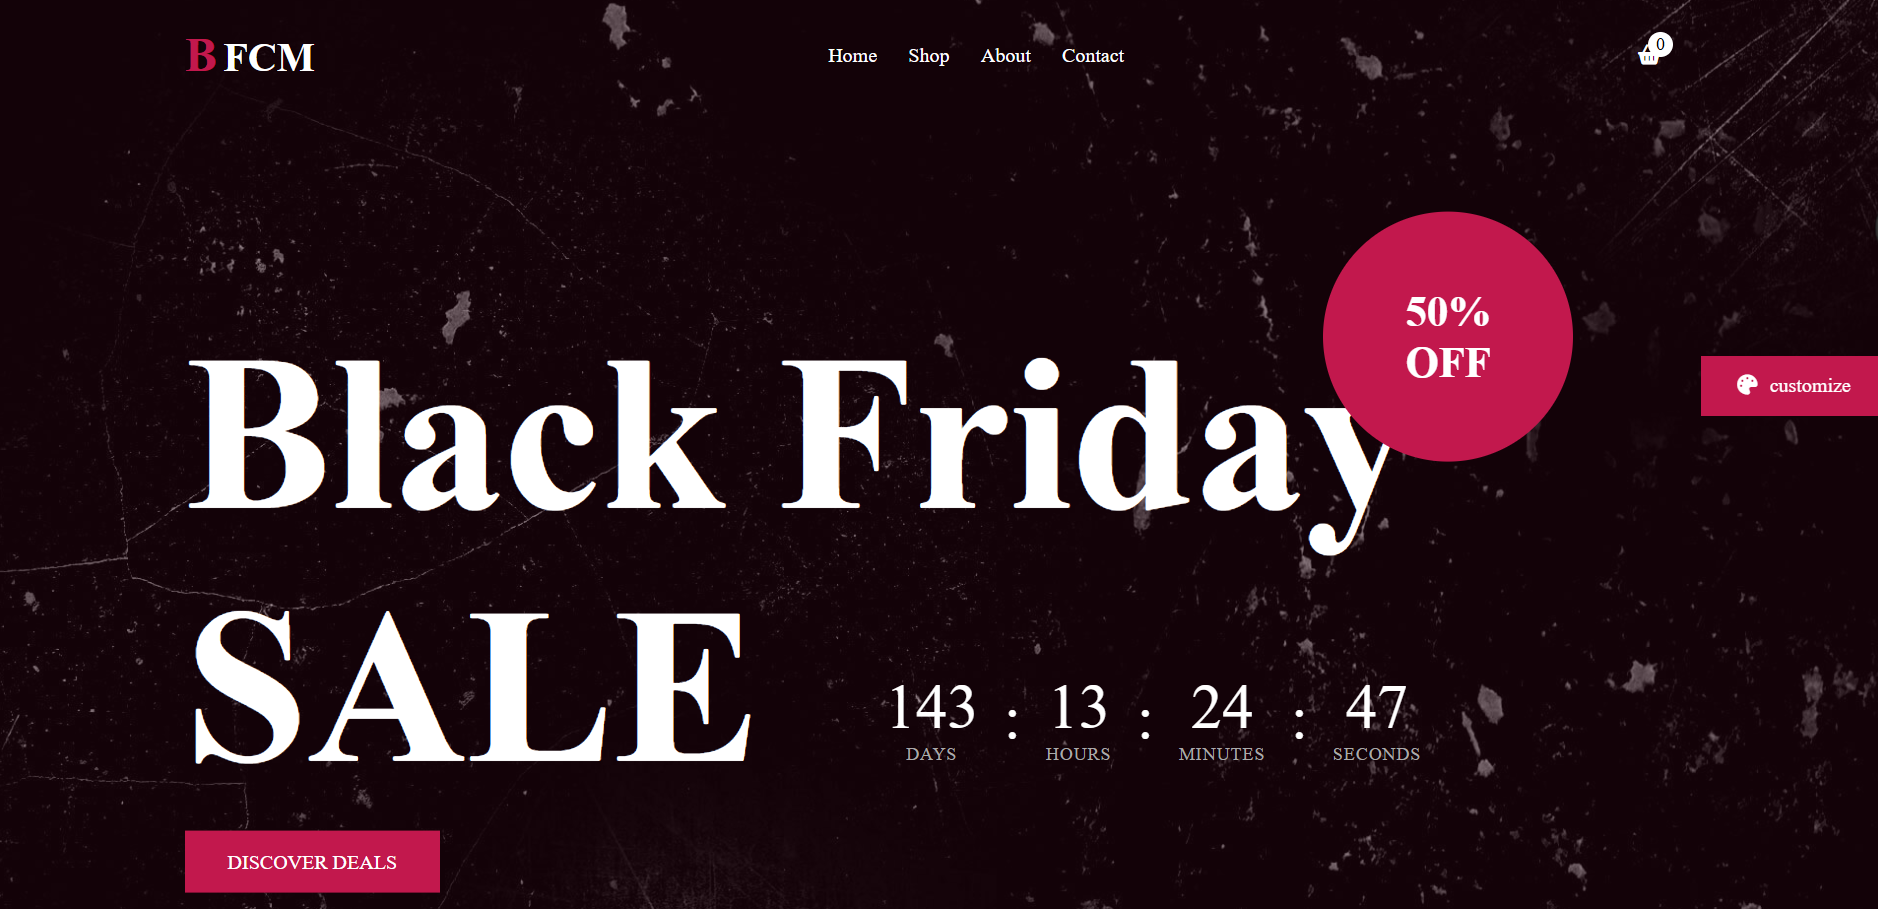 B FCM
Home Shop About Contact
0
50%
OFF
customize
Black Friday
SALE
143 : 13 : 24 : 47
DAYS HOURS MINUTES SECONDS
DISCOVER DEALS